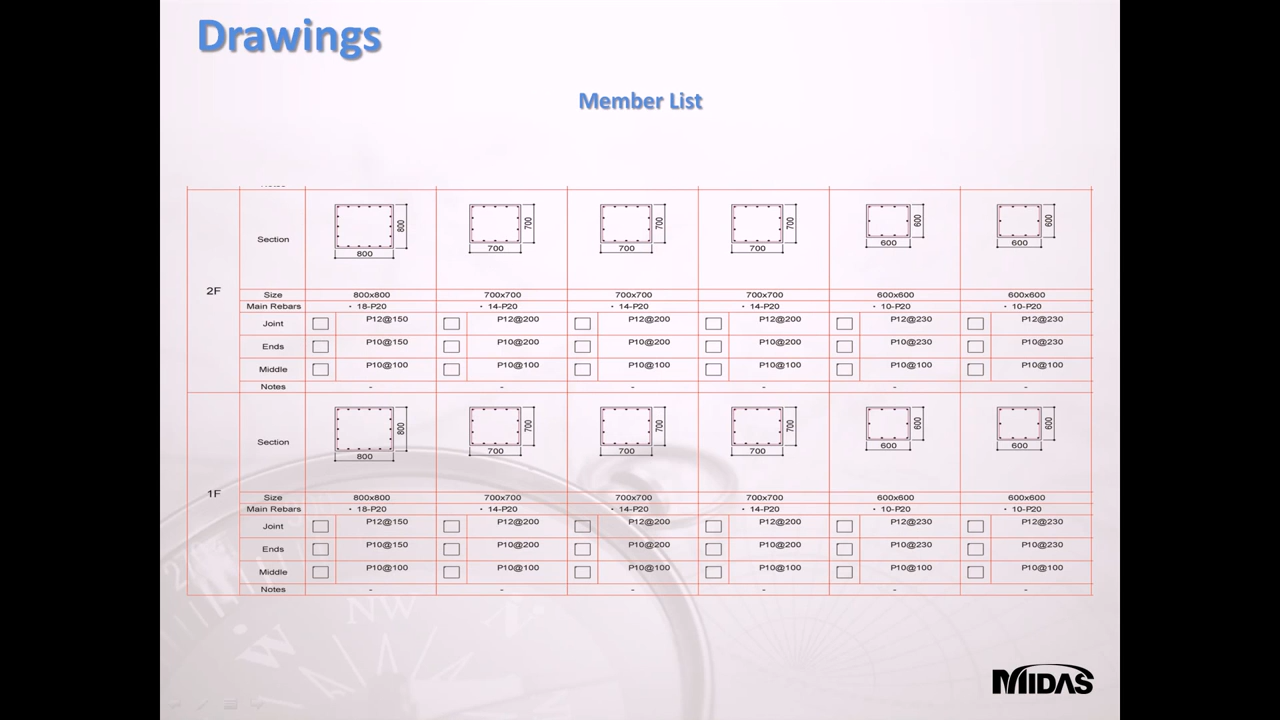 Drawings
Member List
800 700 700 700 600 600
Section
800 700 700 700 600 600
2F
Size 800x800 700x700 700x700 700x700 600x600 600x600
Main Rebars • 18-P20 • 14-P20 • 14-P20 • 14-P20 • 10-P20 • 10-P20
Joint P12@150 P12@200 P12@200 P12@200 P12@230 P12@230
Ends P10@150 P10@200 P10@200 P10@200 P10@230 P10@230
Middle P10@100 P10@100 P10@100 P10@100 P10@100 P10@100
Notes - - - - - -
800 700 700 700 600 600
Section
800 700 700 700 600 600
1F
Size 800x800 700x700 700x700 700x700 600x600 600x600
Main Rebars • 18-P20 • 14-P20 • 14-P20 • 14-P20 • 10-P20 • 10-P20
Joint P12@150 P12@200 P12@200 P12@200 P12@230 P12@230
Ends P10@150 P10@200 P10@200 P10@200 P10@230 P10@230
Middle P10@100 P10@100 P10@100 P10@100 P10@100 P10@100
Notes - - - - - -
NW
W
MIDAS